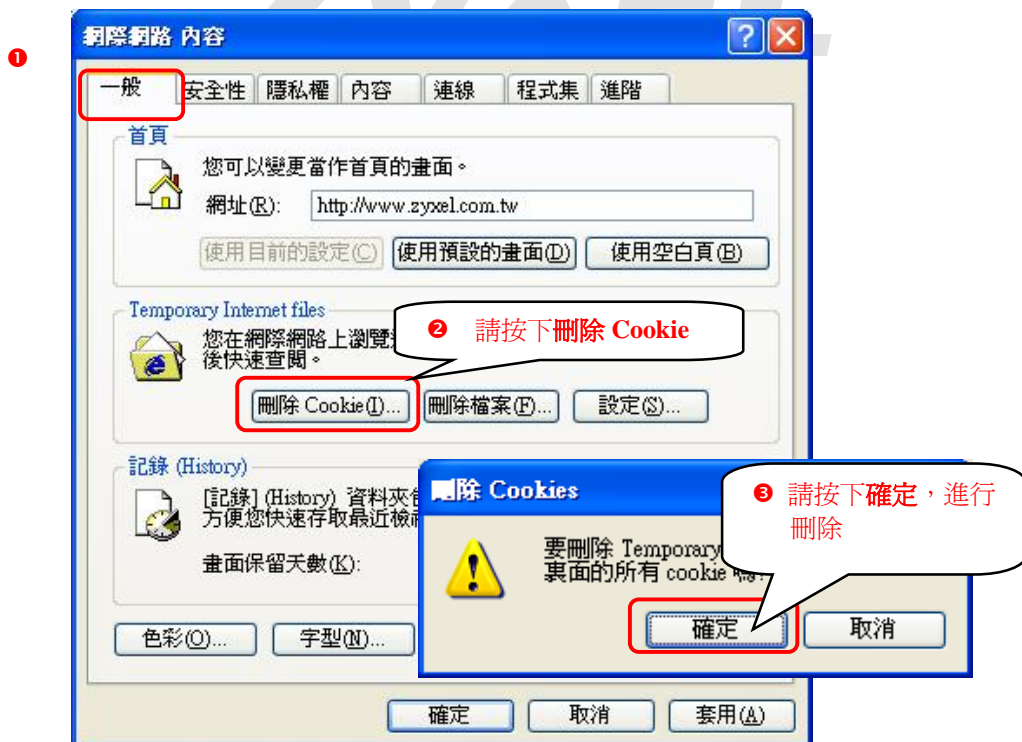 網際網路 內容
❶
一般 安全性 隱私權 內容 連線 程式集 進階
首頁
您可以變更當作首頁的畫面。
網址(R): http://www.zyxel.com.tw
使用目前的設定(C) 使用預設的畫面(D) 使用空白頁(B)
Temporary Internet files
您在網際網路上瀏覽
後快速查閱。
❷ 請按下刪除 Cookie
刪除 Cookie(I)... 刪除檔案(F)... 設定(S)...
記錄 (History)
[記錄] (History) 資料夾
方便您快速存取最近檢
畫面保留天數(K):
刪除 Cookies
❸ 請按下確定，進行
刪除
要刪除 Temporary
裏面的所有 cookie
確定 取消
色彩(O)... 字型(N)...
確定 取消 套用(A)